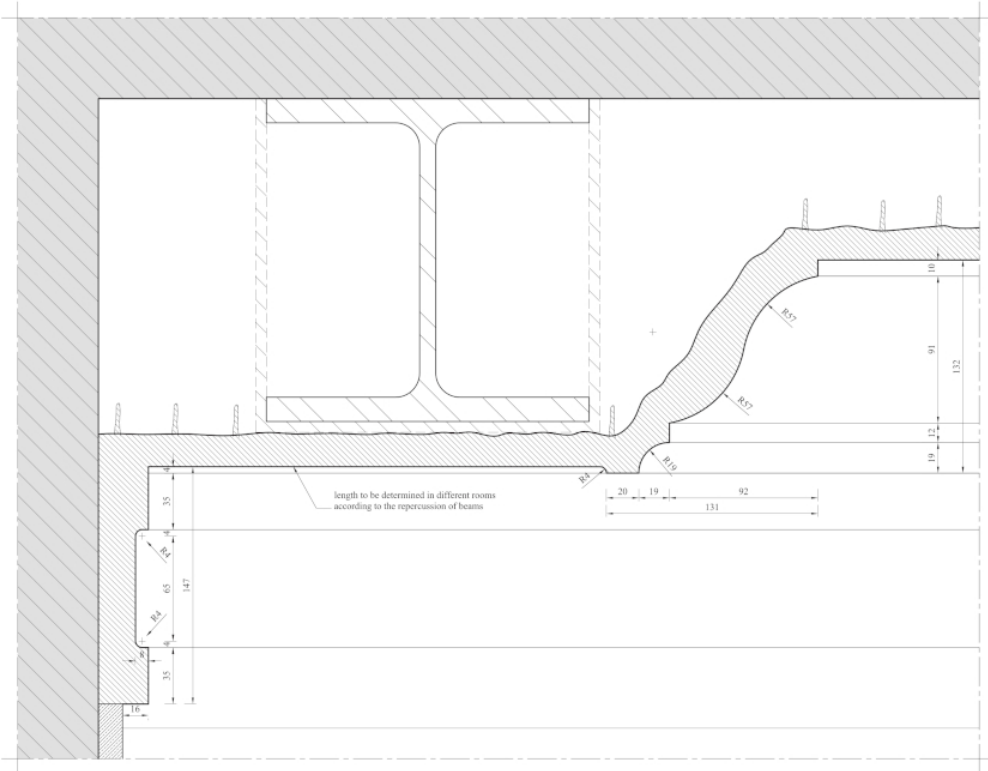 10
R57
91
132
R57
12
R19
19
4
R4
length to be determined in different rooms
according to the repercussion of beams
20
19
92
131
35
4
R4
65
147
R4
4
8
35
16